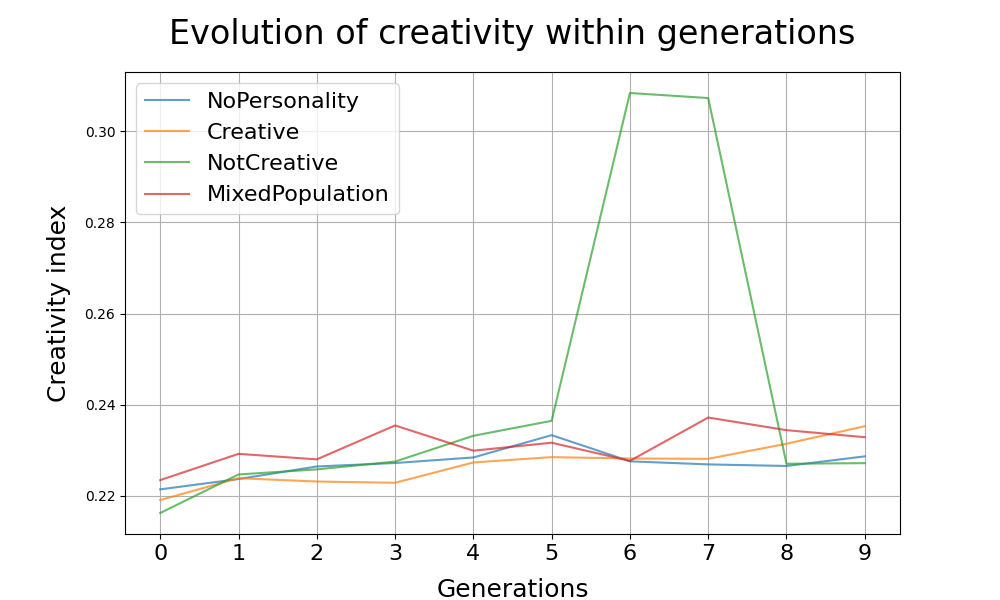 Evolution of creativity within generations
NoPersonality
Creative
NotCreative
MixedPopulation
Creativity index
0.30
0.28
0.26
0.24
0.22
0 1 2 3 4 5 6 7 8 9
Generations